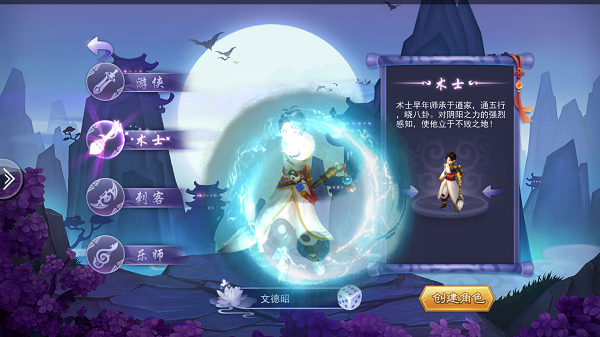 游侠
术士
刺客
乐师
术士
术士早年师承于道家，通五行，
晓八卦。对阴阳之力的强烈
感知，使他立于不败之地！
文德昭
创建角色